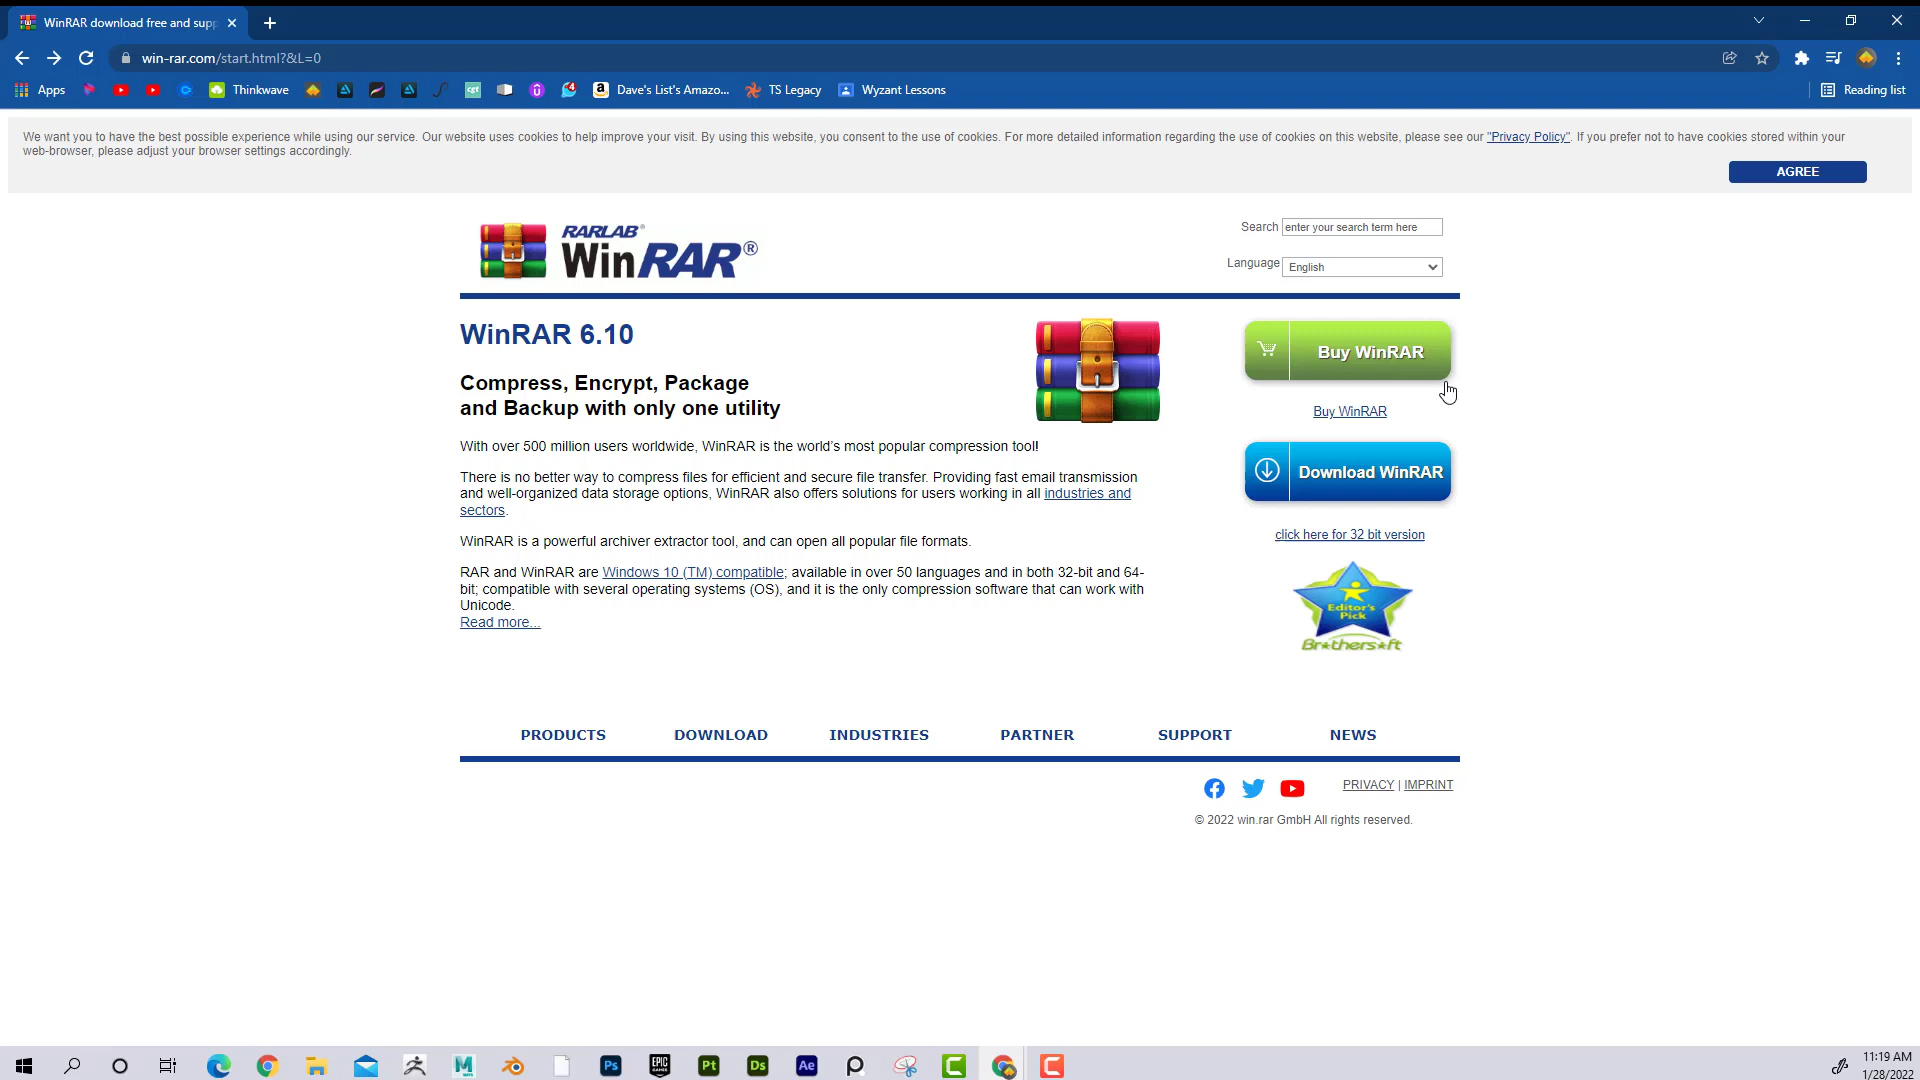 WinRAR download free and supp
win-rar.com/start.html?&L=0
Apps
Thinkwave
cgt
4
Dave's List's Amazo...
TS Legacy
Wyzant Lessons
Reading list
We want you to have the best possible experience while using our service. Our website uses cookies to help improve your visit. By using this website, you consent to the use of cookies. For more detailed information regarding the use of cookies on this website, please see our "Privacy Policy". If you prefer not to have cookies stored within your
web-browser, please adjust your browser settings accordingly.
AGREE
RARLAB®
WinRAR®
Search enter your search term here
Language English
WinRAR 6.10
Compress, Encrypt, Package
and Backup with only one utility
With over 500 million users worldwide, WinRAR is the world's most popular compression tool!
There is no better way to compress files for efficient and secure file transfer. Providing fast email transmission
and well-organized data storage options, WinRAR also offers solutions for users working in all industries and
sectors.
WinRAR is a powerful archiver extractor tool, and can open all popular file formats.
RAR and WinRAR are Windows 10 (TM) compatible; available in over 50 languages and in both 32-bit and 64-
bit; compatible with several operating systems (OS), and it is the only compression software that can work with
Unicode.
Read more...
Buy WinRAR
Buy WinRAR
Download WinRAR
click here for 32 bit version
Editor's
Pick
Br★thers★ft
PRODUCTS DOWNLOAD INDUSTRIES PARTNER SUPPORT NEWS
PRIVACY | IMPRINT
© 2022 win.rar GmbH All rights reserved.
M
Ps
EPIC
GAMES
Pt
Ds
Ae
11:19 AM
1/28/2022